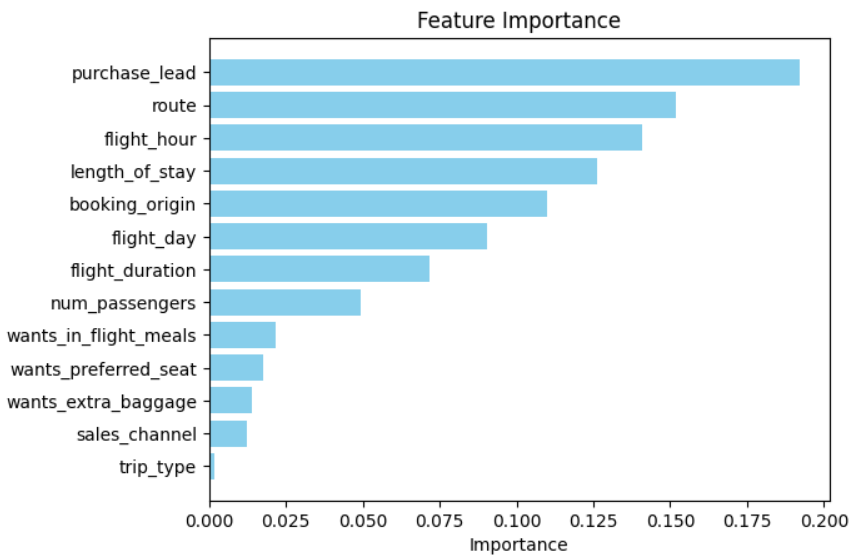 Feature Importance
purchase_lead
route
flight_hour
length_of_stay
booking_origin
flight_day
flight_duration
num_passengers
wants_in_flight_meals
wants_preferred_seat
wants_extra_baggage
sales_channel
trip_type
0.000 0.025 0.050 0.075 0.100 0.125 0.150 0.175 0.200
Importance